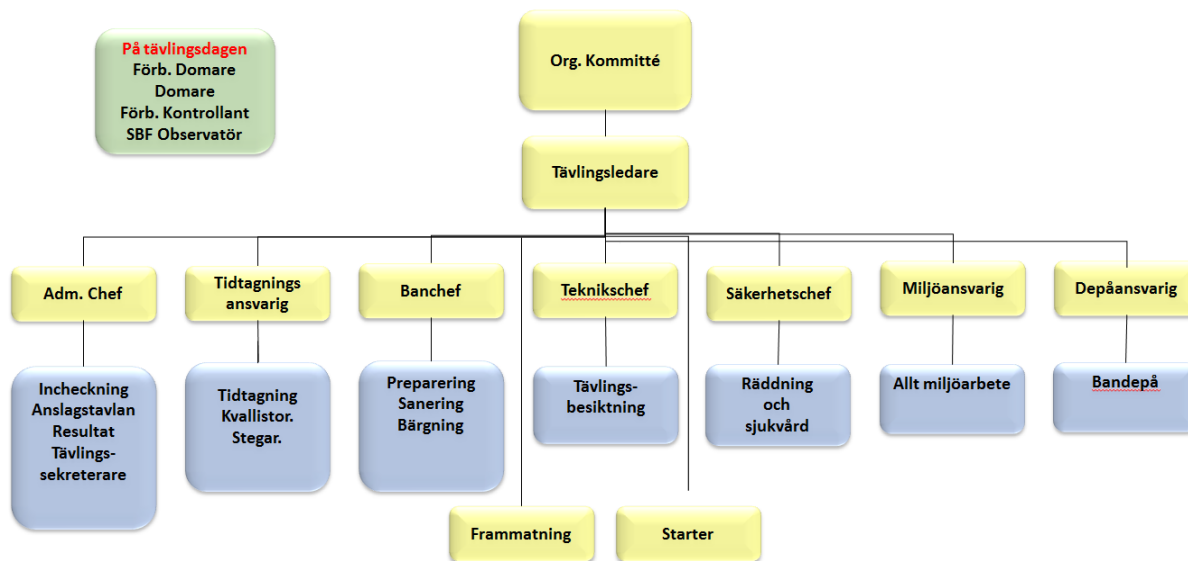 På tävlingsdagen
Förb. Domare
Domare
Förb. Kontrollant
SBF Observatör
Org. Kommitté
Tävlingsledare
Adm. Chef
Tidtagnings
ansvarig
Banchef
Teknikschef
Säkerhetschef
Miljöansvarig
Depåansvarig
Incheckning
Anslagstavlan
Resultat
Tävlings-
sekreterare
Tidtagning
Kvallistor.
Stegar.
Preparering
Sanering
Bärgning
Tävlings-
besiktning
Räddning
och
sjukvård
Allt miljöarbete
Bandepå
Frammatning
Starter